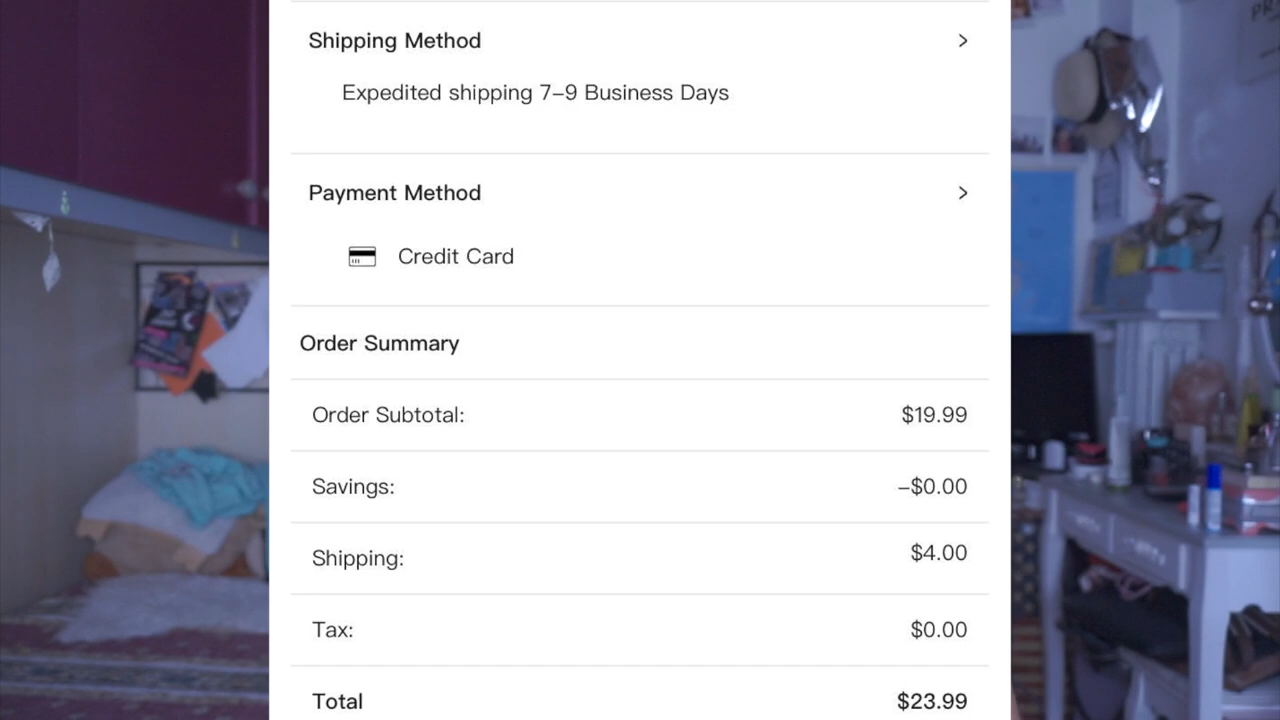 Shipping Method
Expedited shipping 7–9 Business Days
Payment Method
Credit Card
Order Summary
Order Subtotal: $19.99
Savings: –$0.00
Shipping: $4.00
Tax: $0.00
Total $23.99